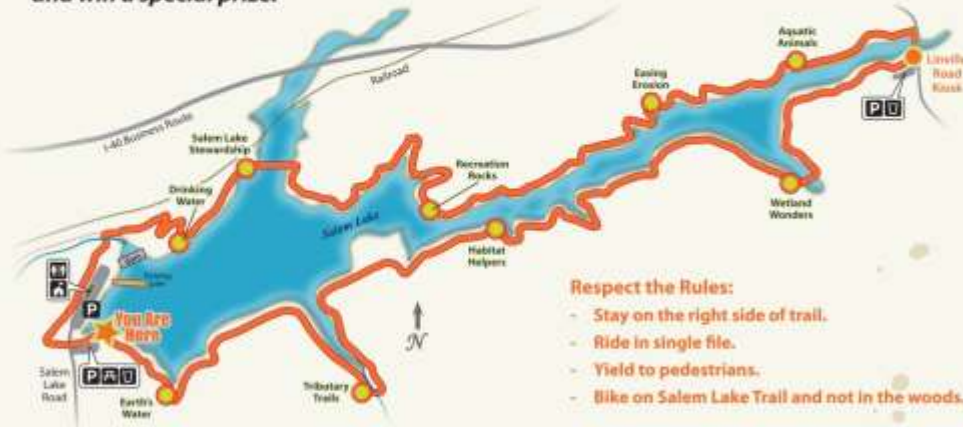 and win a special prize!
Aquatic
Animals
Linville
Road
Kiosk
Easing
Erosion
Railroad
I-40 Business Route
P
Salem Lake
Stewardship
Recreation
Rocks
Drinking
Water
Salem Lake
Wetland
Wonders
Habitat
Helpers
P
You Are
Here
N
Respect the Rules:
- Stay on the right side of trail.
- Ride in single file.
- Yield to pedestrians.
- Bike on Salem Lake Trail and not in the woods.
Salem
Lake
Road
P
Earth's
Water
Tributary
Trails